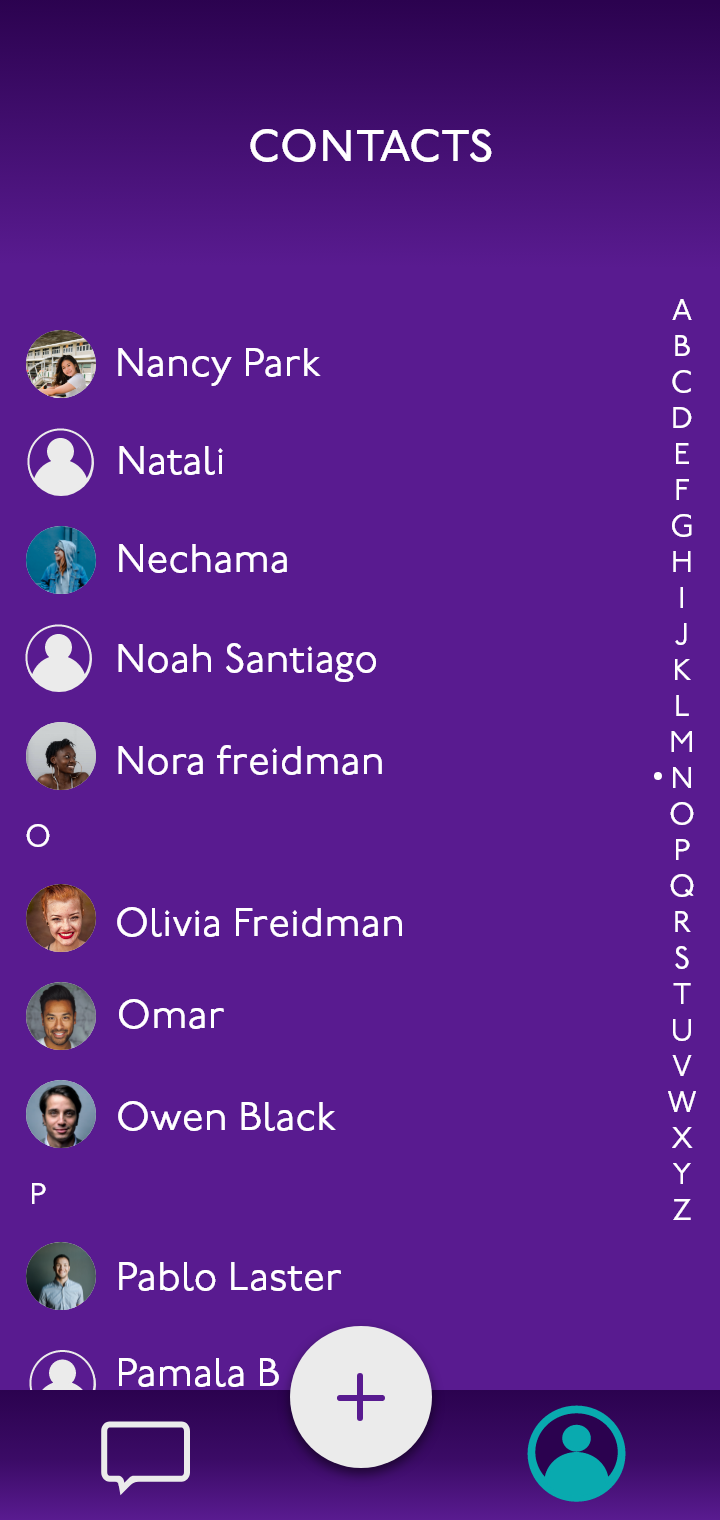 CONTACTS
Nancy Park
Natali
Nechama
Noah Santiago
Nora freidman
O
Olivia Freidman
Omar
Owen Black
P
Pablo Laster
Pamala B
A
B
C
D
E
F
G
H
I
J
K
L
M
• N
O
P
Q
R
S
T
U
V
W
X
Y
Z